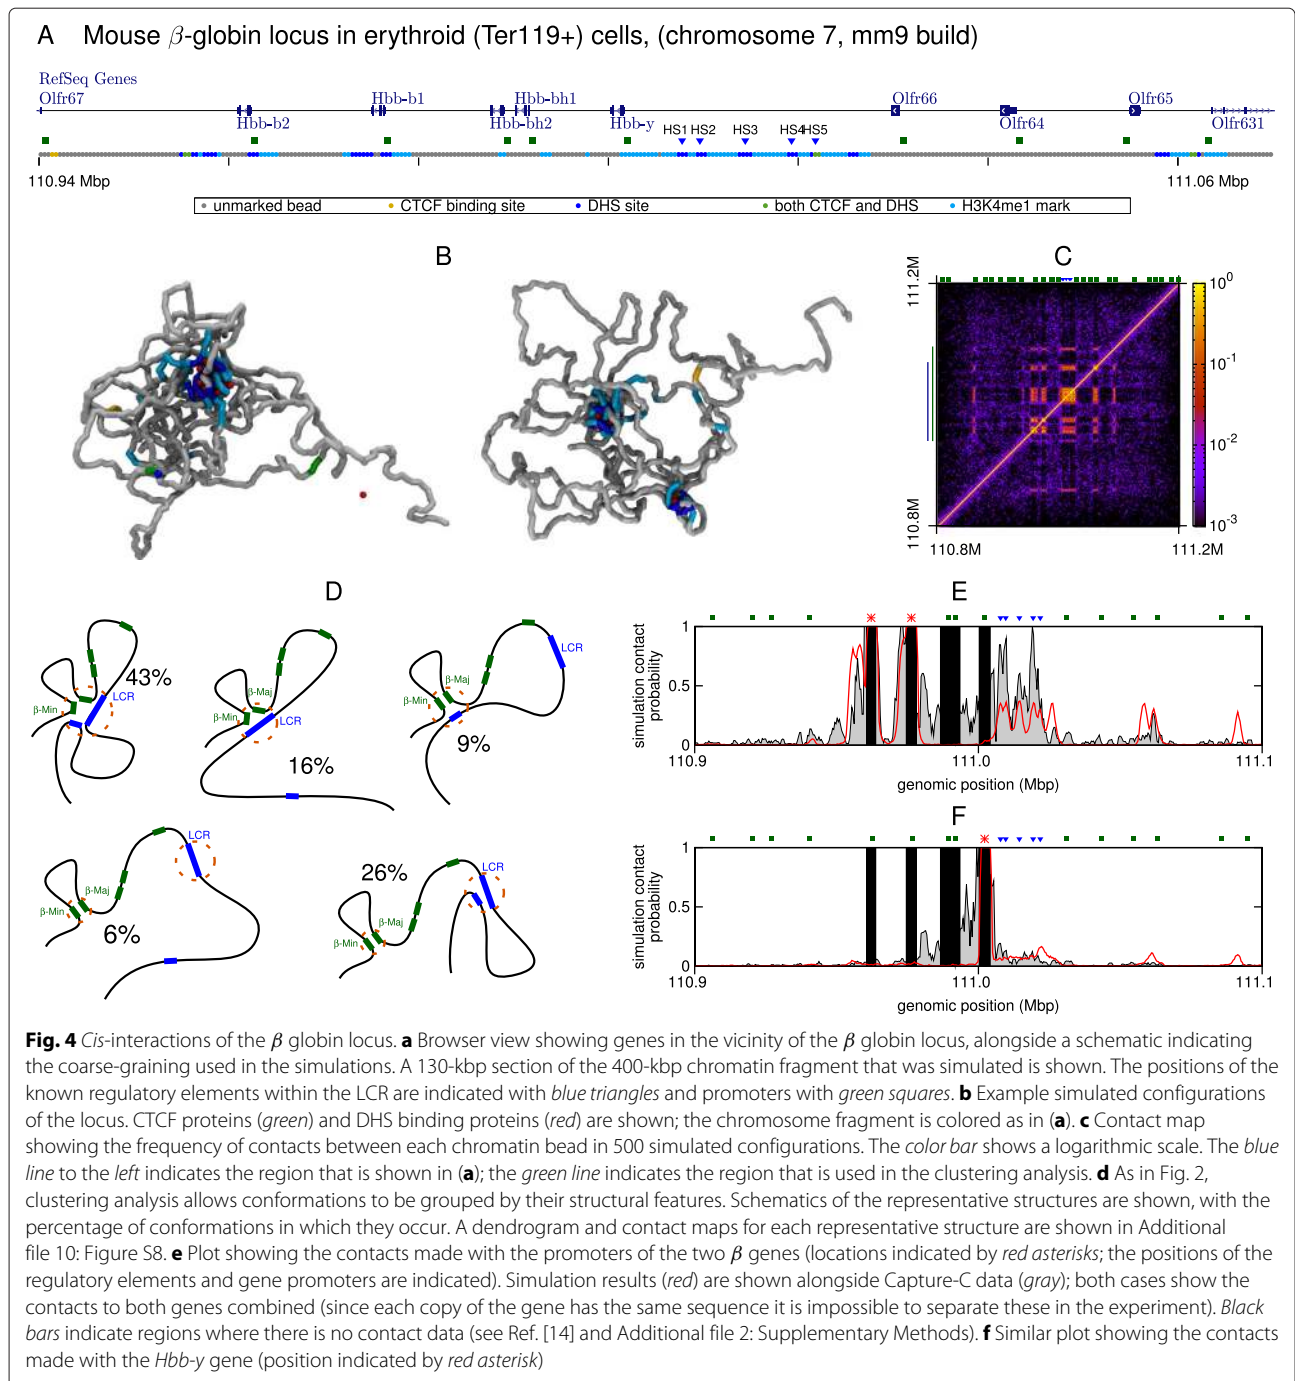 A Mouse β-globin locus in erythroid (Ter119+) cells, (chromosome 7, mm9 build)
RefSeq Genes
Olfr67 Hbb-b1 Hbb-bh1 Olfr66 Olfr65
Hbb-b2 Hbb-bh2 Hbb-y Olfr64 Olfr631
HS1 HS2 HS3 HS4 HS5
110.94 Mbp 111.06 Mbp
unmarked bead CTCF binding site DHS site both CTCF and DHS H3K4me1 mark
B
C
111.2M
110.8M
110.8M 111.2M
10^0
10^-1
10^-2
10^-3
D
43%
β-Min
LCR
β-Maj
β-Min
LCR
16%
β-Maj
β-Min
LCR
9%
LCR
β-Maj
β-Min
6%
26%
LCR
β-Maj
β-Min
E
simulation contact
probability
1
0.5
0
110.9 111.0 111.1
genomic position (Mbp)
F
simulation contact
probability
1
0.5
0
110.9 111.0 111.1
genomic position (Mbp)
Fig. 4 Cis-interactions of the β globin locus. a Browser view showing genes in the vicinity of the β globin locus, alongside a schematic indicating
the coarse-graining used in the simulations. A 130-kbp section of the 400-kbp chromatin fragment that was simulated is shown. The positions of the
known regulatory elements within the LCR are indicated with blue triangles and promoters with green squares. b Example simulated configurations
of the locus. CTCF proteins (green) and DHS binding proteins (red) are shown; the chromosome fragment is colored as in (a). c Contact map
showing the frequency of contacts between each chromatin bead in 500 simulated configurations. The color bar shows a logarithmic scale. The blue
line to the left indicates the region that is shown in (a); the green line indicates the region that is used in the clustering analysis. d As in Fig. 2,
clustering analysis allows conformations to be grouped by their structural features. Schematics of the representative structures are shown, with the
percentage of conformations in which they occur. A dendrogram and contact maps for each representative structure are shown in Additional
file 10: Figure S8. e Plot showing the contacts made with the promoters of the two β genes (locations indicated by red asterisks; the positions of the
regulatory elements and gene promoters are indicated). Simulation results (red) are shown alongside Capture-C data (gray); both cases show the
contacts to both genes combined (since each copy of the gene has the same sequence it is impossible to separate these in the experiment). Black
bars indicate regions where there is no contact data (see Ref. [14] and Additional file 2: Supplementary Methods). f Similar plot showing the contacts
made with the Hbb-y gene (position indicated by red asterisk)